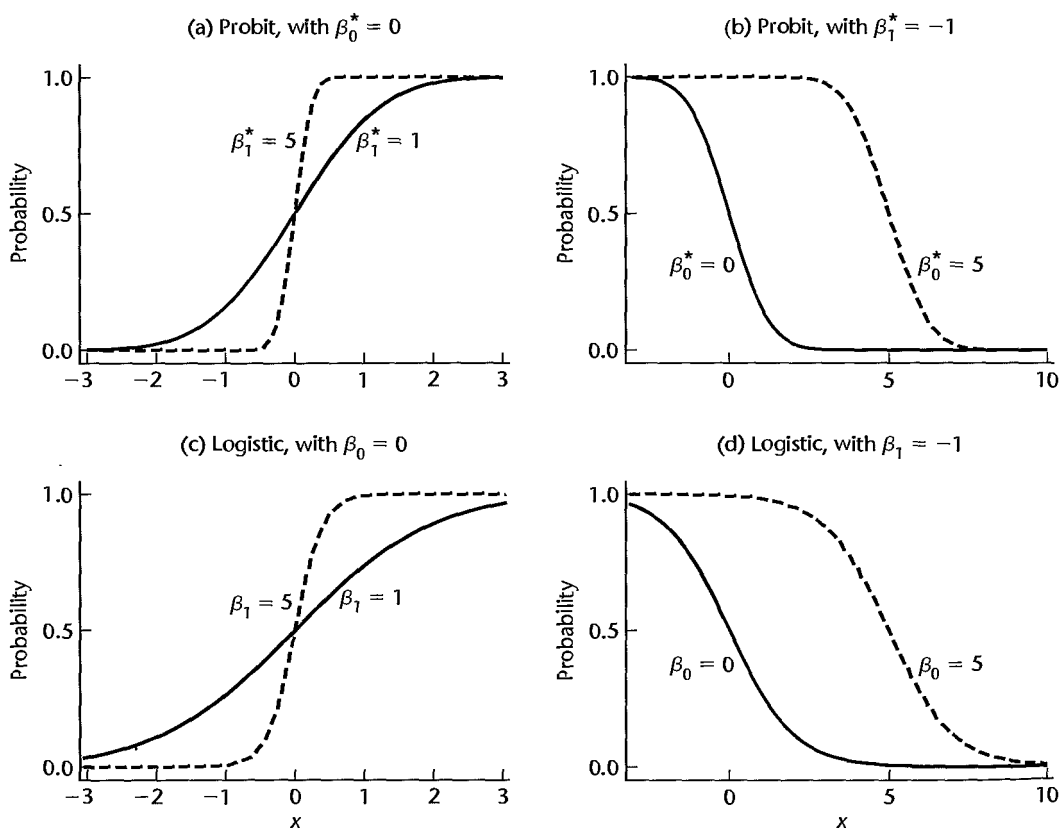 (a) Probit, with β₀* = 0
1.0
β₁* = 5
β₁* = 1
Probability
0.5
0.0
−3 −2 −1 0 1 2 3
(b) Probit, with β₁* = −1
1.0
Probability
0.5
β₀* = 0
β₀* = 5
0.0
0 5 10
x
(c) Logistic, with β₀ = 0
1.0
β₁ = 5
β₁ = 1
Probability
0.5
0.0
−3 −2 −1 0 1 2 3
x
(d) Logistic, with β₁ = −1
1.0
Probability
0.5
β₀ = 0
β₀ = 5
0.0
0 5 10
x